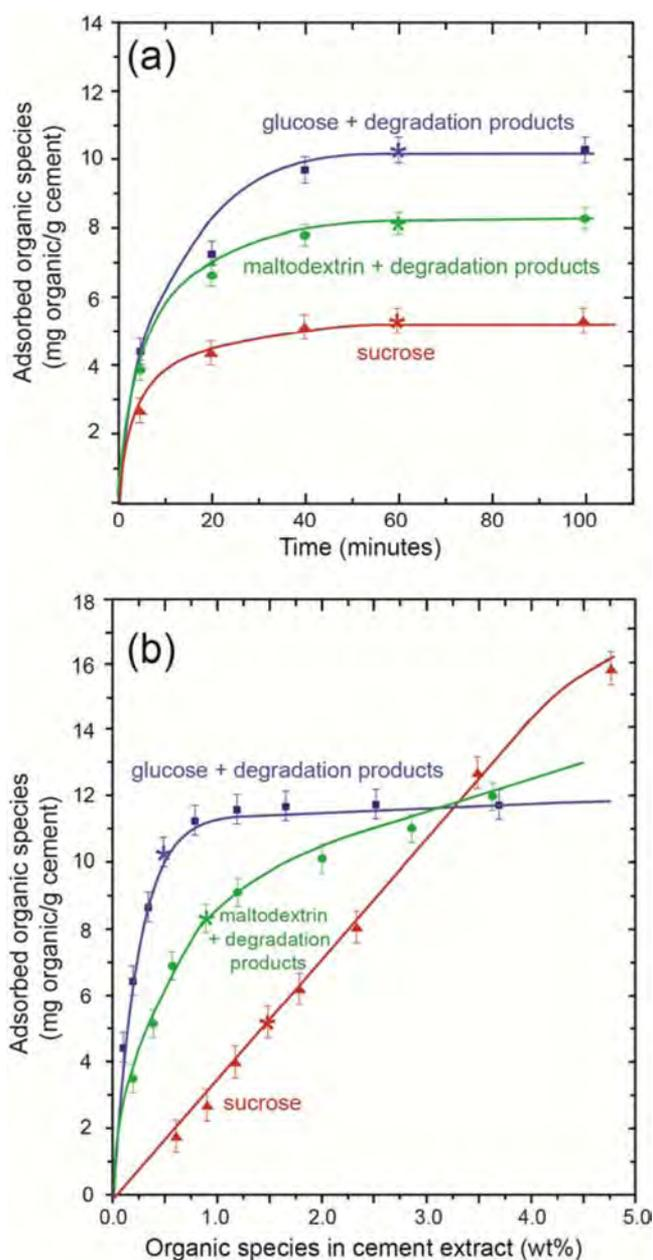 14
(a)
12
glucose + degradation products
10
8
maltodextrin + degradation products
6
sucrose
4
2
0 20 40 60 80 100
Time (minutes)
Adsorbed organic species
(mg organic/g cement)
18
(b)
16
14
glucose + degradation products
12
10
maltodextrin
+ degradation
products
8
6
4
sucrose
2
0
0.0 1.0 2.0 3.0 4.0 5.0
Organic species in cement extract (wt%)
Adsorbed organic species
(mg organic/g cement)